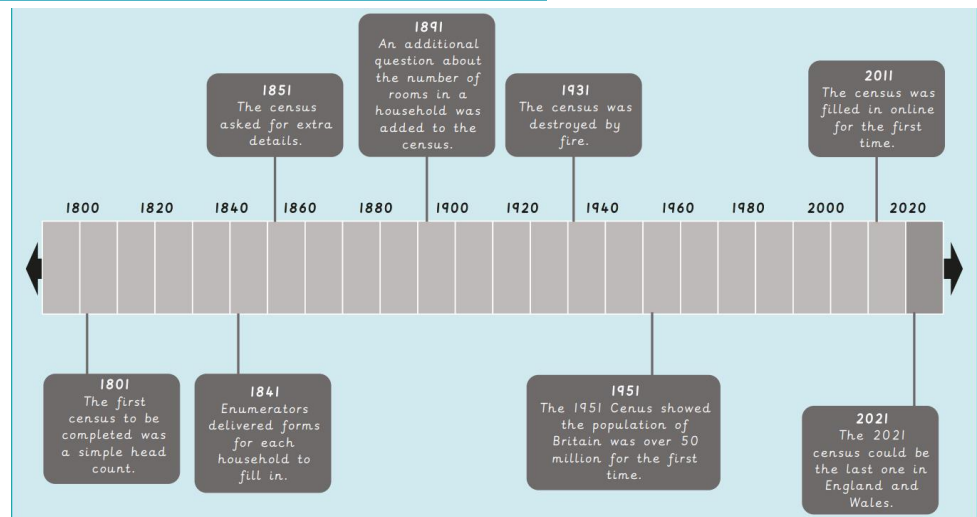 1891
An additional
question about
the number of
rooms in a
household was
added to the
census.
1851
The census
asked for extra
details.
1931
The census was
destroyed by
fire.
2011
The census was
filled in online
for the first
time.
1800 1820 1840 1860 1880 1900 1920 1940 1960 1980 2000 2020
1801
The first
census to be
completed was
a simple head
count.
1841
Enumerators
delivered forms
for each
household to
fill in.
1951
The 1951 Cenus showed
the population of
Britain was over 50
million for the first
time.
2021
The 2021
census could be
the last one in
England and
Wales.